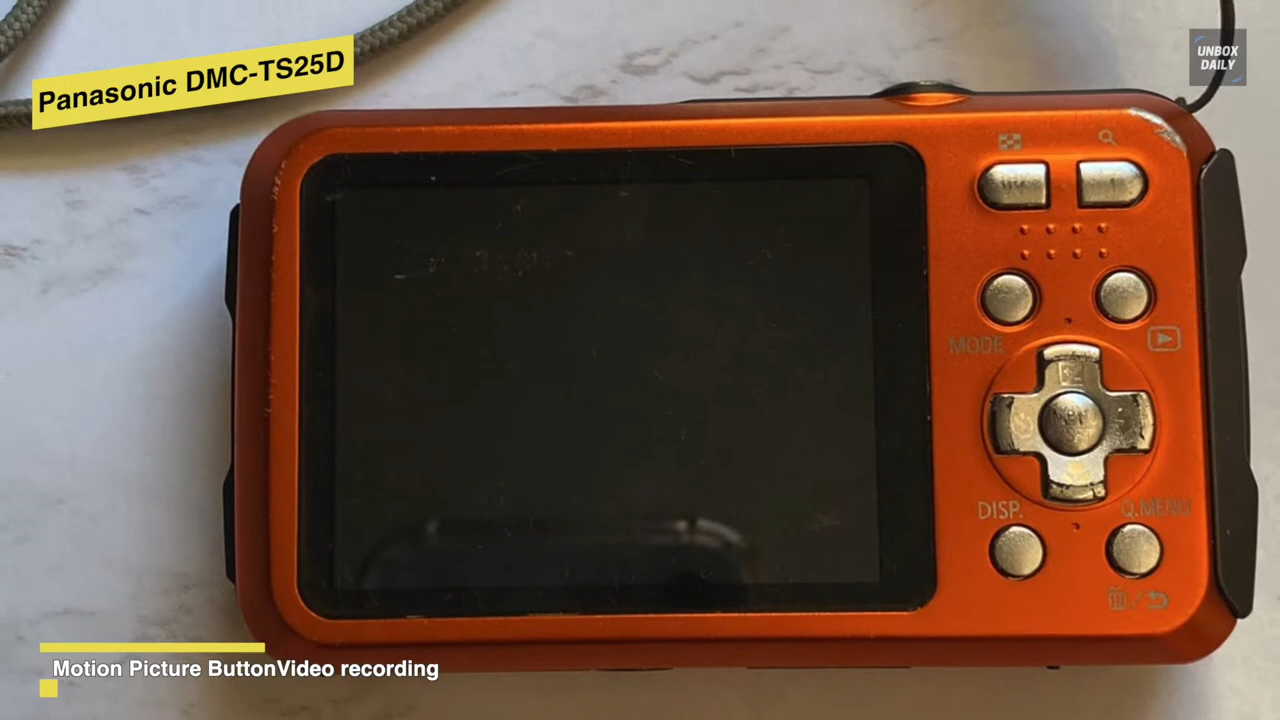 Panasonic DMC-TS25D
UNBOX
DAILY
MODE
DISP.
Q.MENU
Motion Picture ButtonVideo recording